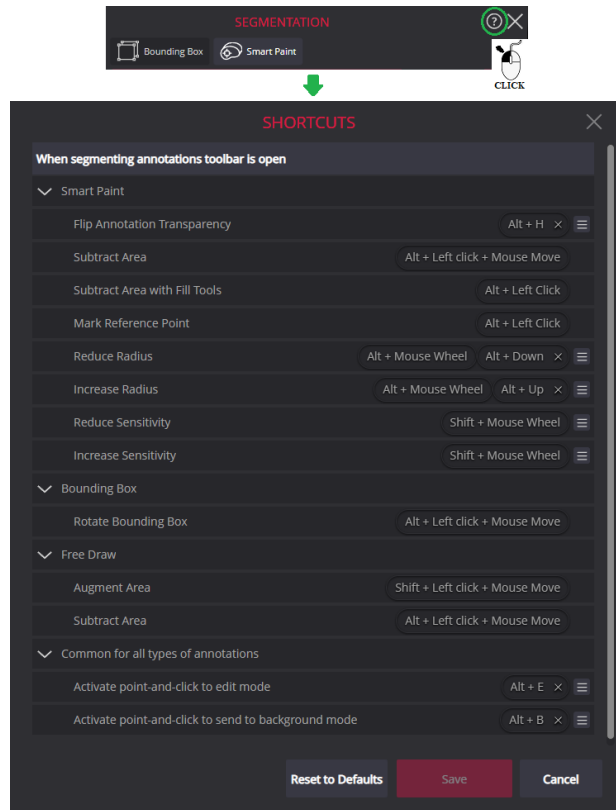 SEGMENTATION
Bounding Box Smart Paint
CLICK
SHORTCUTS
When segmenting annotations toolbar is open
Smart Paint
Flip Annotation Transparency Alt + H
Subtract Area Alt + Left click + Mouse Move
Subtract Area with Fill Tools Alt + Left Click
Mark Reference Point Alt + Left Click
Reduce Radius Alt + Mouse Wheel Alt + Down
Increase Radius Alt + Mouse Wheel Alt + Up
Reduce Sensitivity Shift + Mouse Wheel
Increase Sensitivity Shift + Mouse Wheel
Bounding Box
Rotate Bounding Box Alt + Left click + Mouse Move
Free Draw
Augment Area Shift + Left click + Mouse Move
Subtract Area Alt + Left click + Mouse Move
Common for all types of annotations
Activate point-and-click to edit mode Alt + E
Activate point-and-click to send to background mode Alt + B
Reset to Defaults Save Cancel